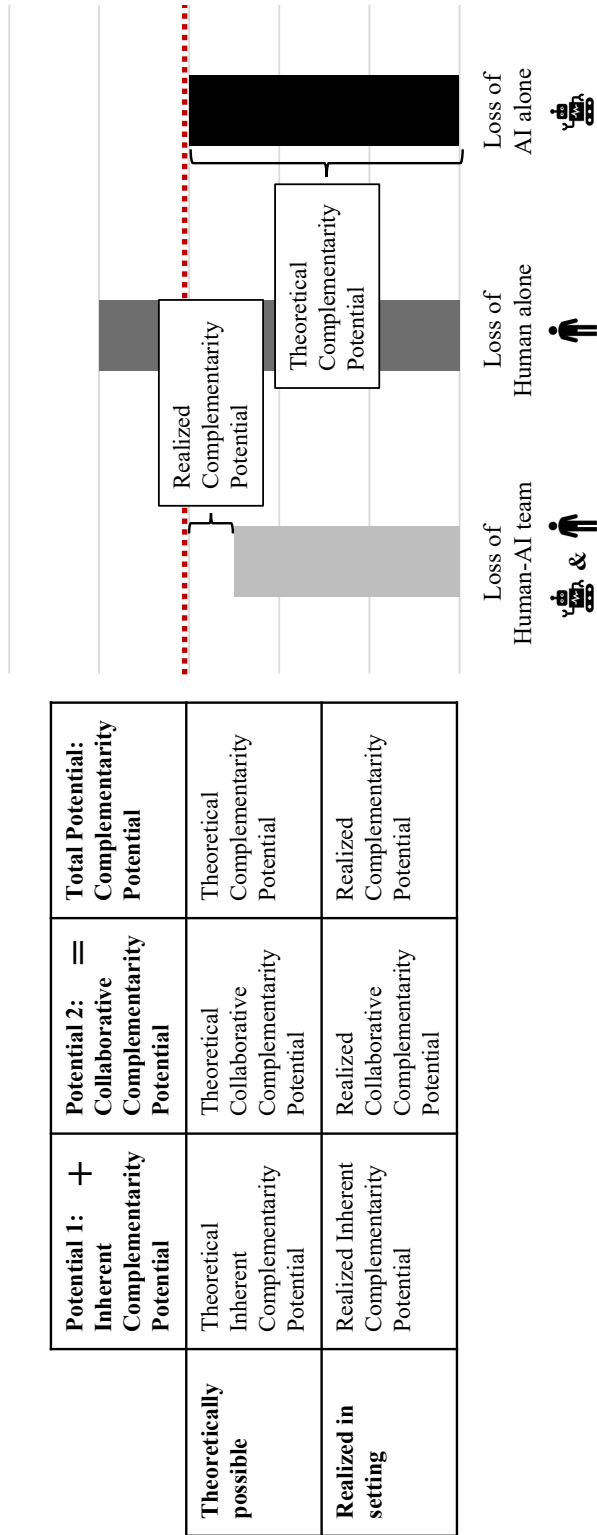 Potential 1: +
Inherent
Complementarity
Potential
Potential 2: =
Collaborative
Complementarity
Potential
Total Potential:
Complementarity
Potential
Theoretically
possible
Theoretical
Inherent
Complementarity
Potential
Theoretical
Collaborative
Complementarity
Potential
Theoretical
Complementarity
Potential
Realized in
setting
Realized Inherent
Complementarity
Potential
Realized
Collaborative
Complementarity
Potential
Realized
Complementarity
Potential
Realized
Complementarity
Potential
Theoretical
Complementarity
Potential
Loss of
Human-AI team
&
Loss of
Human alone
Loss of
AI alone